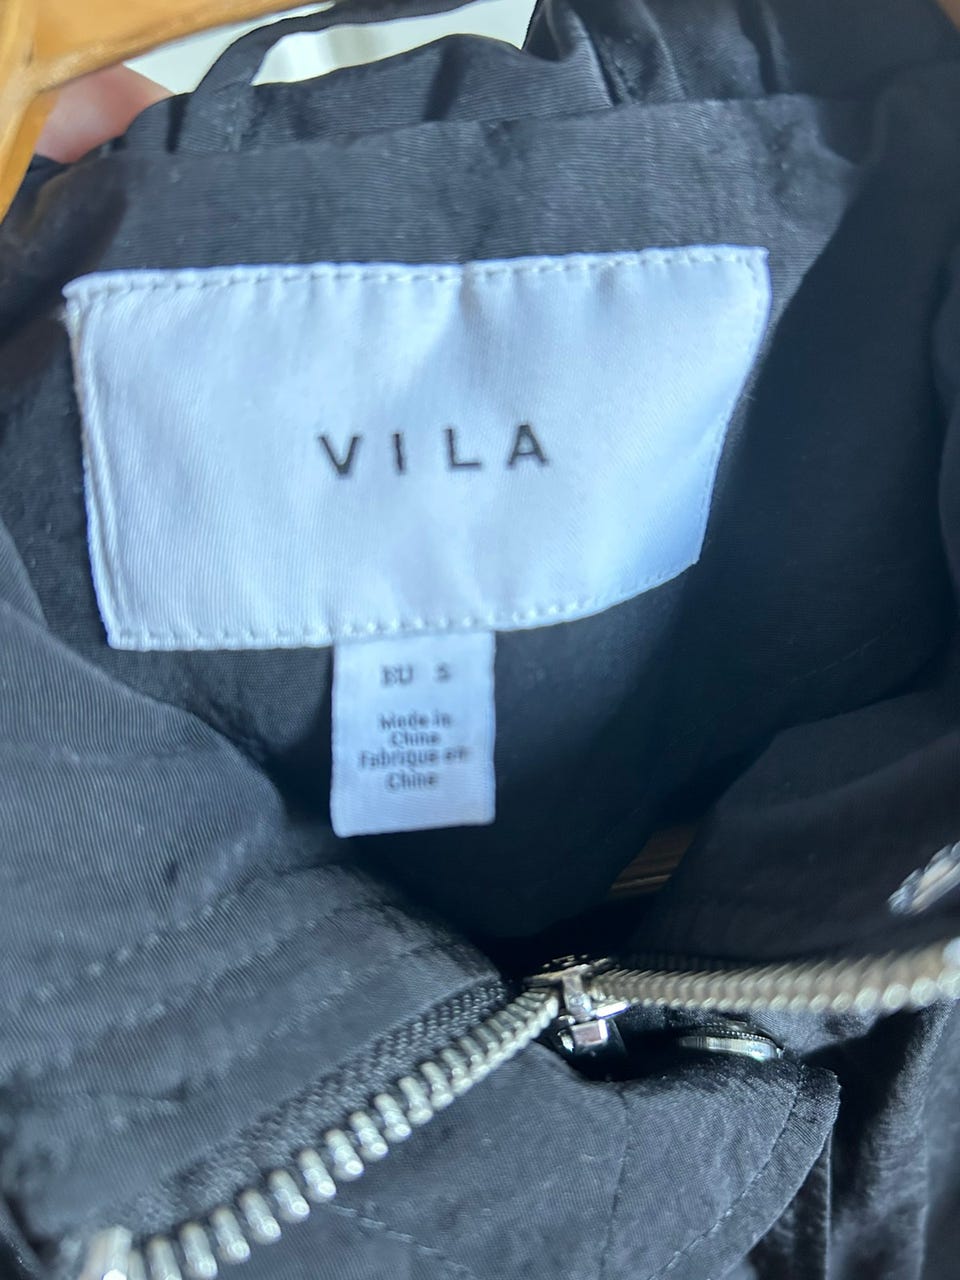 VILA
EU S
Made in
China
Fabriqué en
Chine